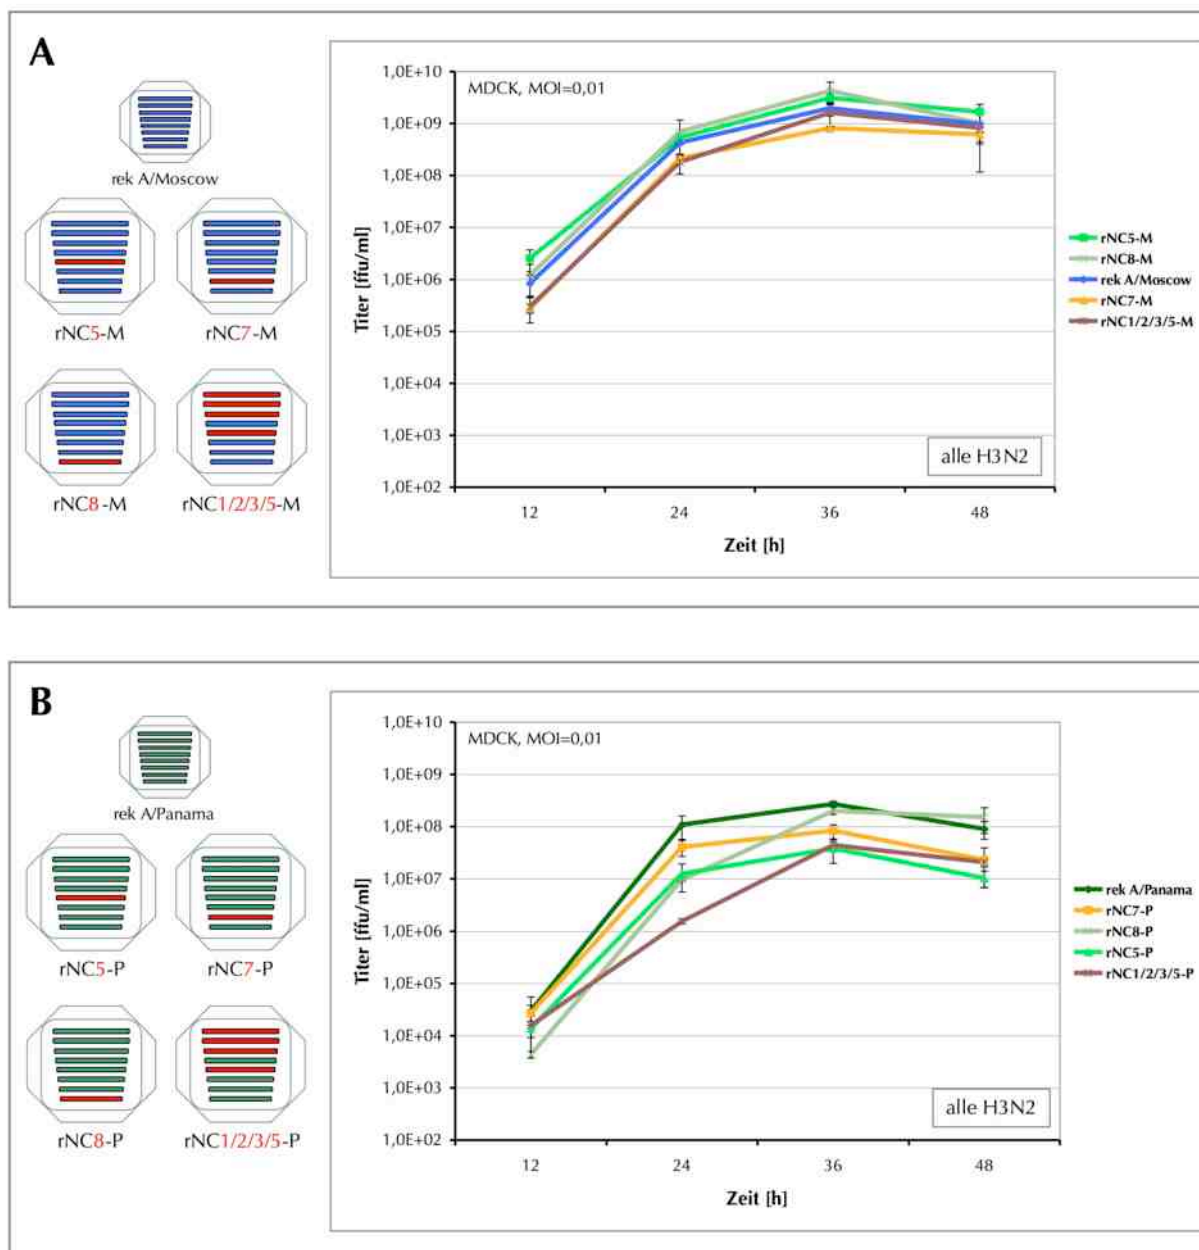 A
rek A/Moscow
rNC5-M
rNC7-M
rNC8-M
rNC1/2/3/5-M
MDCK, MOI=0,01
Titer [ffu/ml]
1,0E+10
1,0E+09
1,0E+08
1,0E+07
1,0E+06
1,0E+05
1,0E+04
1,0E+03
1,0E+02
12
24
36
48
Zeit [h]
alle H3N2
rNC5-M
rNC8-M
rek A/Moscow
rNC7-M
rNC1/2/3/5-M
B
rek A/Panama
rNC5-P
rNC7-P
rNC8-P
rNC1/2/3/5-P
MDCK, MOI=0,01
Titer [ffu/ml]
1,0E+10
1,0E+09
1,0E+08
1,0E+07
1,0E+06
1,0E+05
1,0E+04
1,0E+03
1,0E+02
12
24
36
48
Zeit [h]
alle H3N2
rek A/Panama
rNC7-P
rNC8-P
rNC5-P
rNC1/2/3/5-P